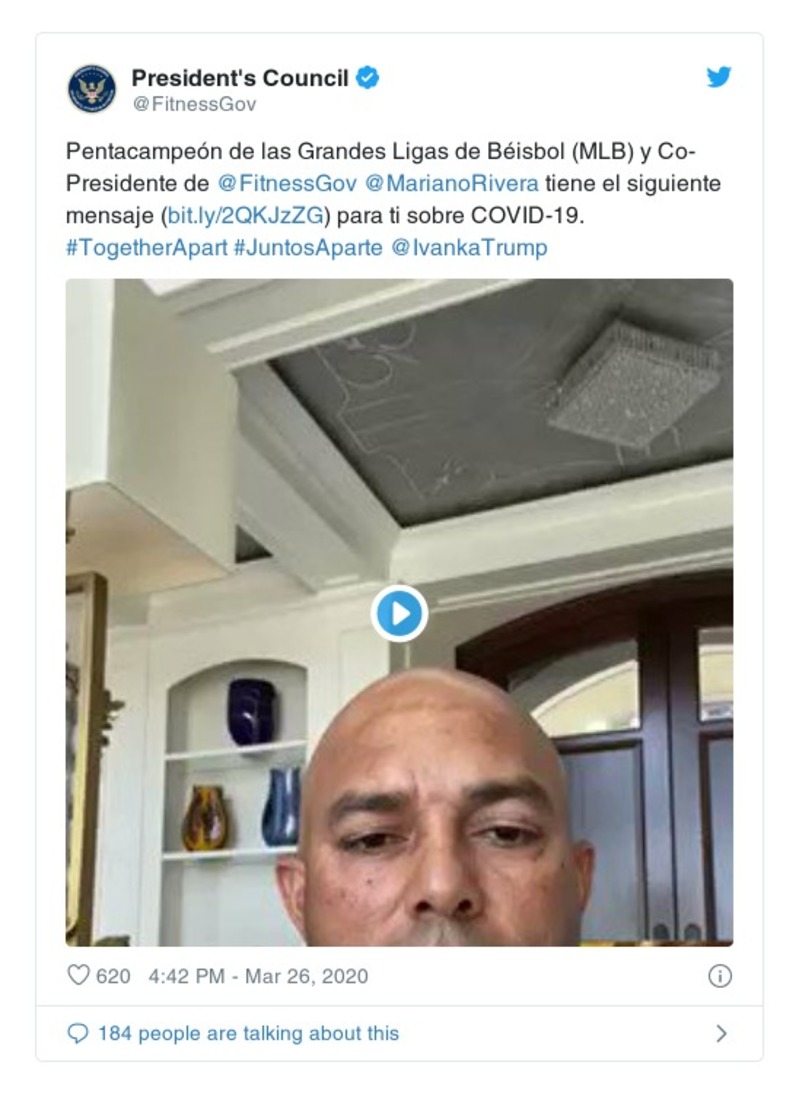 President's Council
@FitnessGov
Pentacampeón de las Grandes Ligas de Béisbol (MLB) y Co-
Presidente de @FitnessGov @MarianoRivera tiene el siguiente
mensaje (bit.ly/2QKJzZG) para ti sobre COVID-19.
#TogetherApart #JuntosAparte @IvankaTrump
620 4:42 PM - Mar 26, 2020
184 people are talking about this